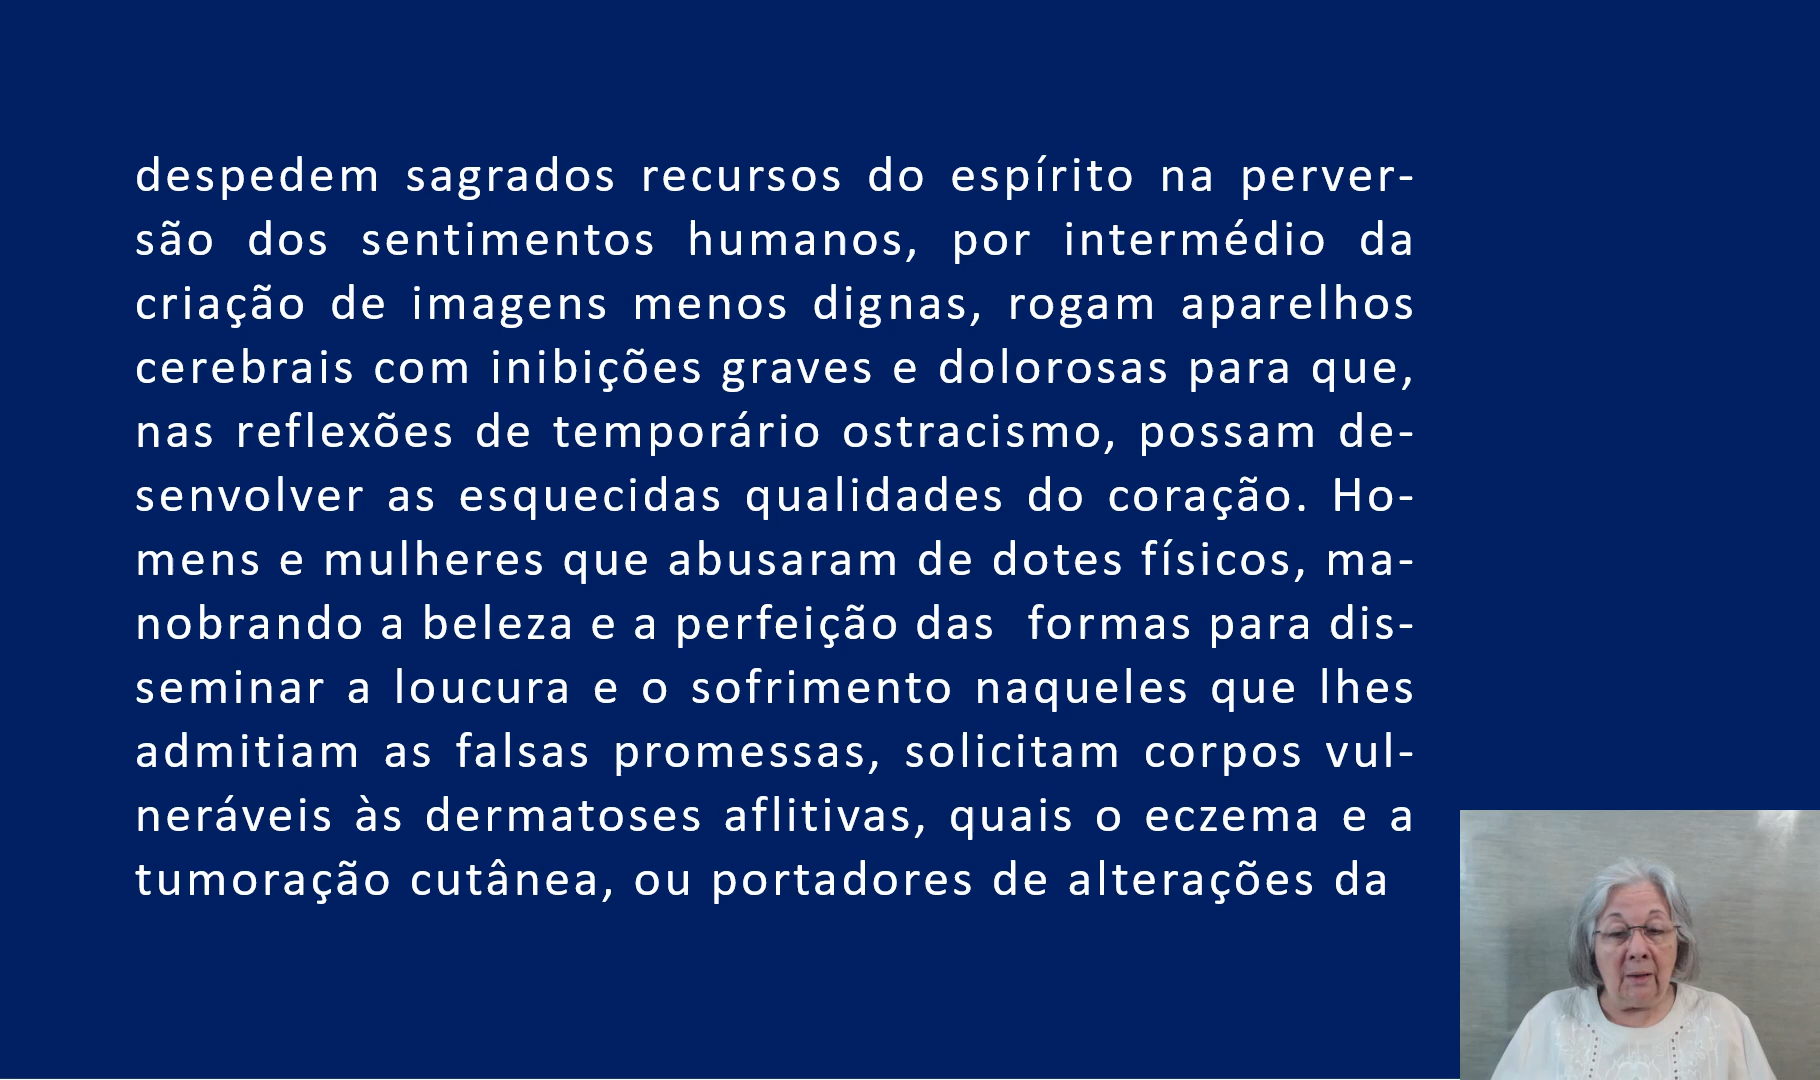 despedem sagrados recursos do espírito na perver-
são dos sentimentos humanos, por intermédio da
criação de imagens menos dignas, rogam aparelhos
cerebrais com inibições graves e dolorosas para que,
nas reflexões de temporário ostracismo, possam de-
senvolver as esquecidas qualidades do coração. Ho-
mens e mulheres que abusaram de dotes físicos, ma-
nobrando a beleza e a perfeição das  formas para dis-
seminar a loucura e o sofrimento naqueles que lhes
admitiam as falsas promessas, solicitam corpos vul-
neráveis às dermatoses aflitivas, quais o eczema e a
tumoração cutânea, ou portadores de alterações da